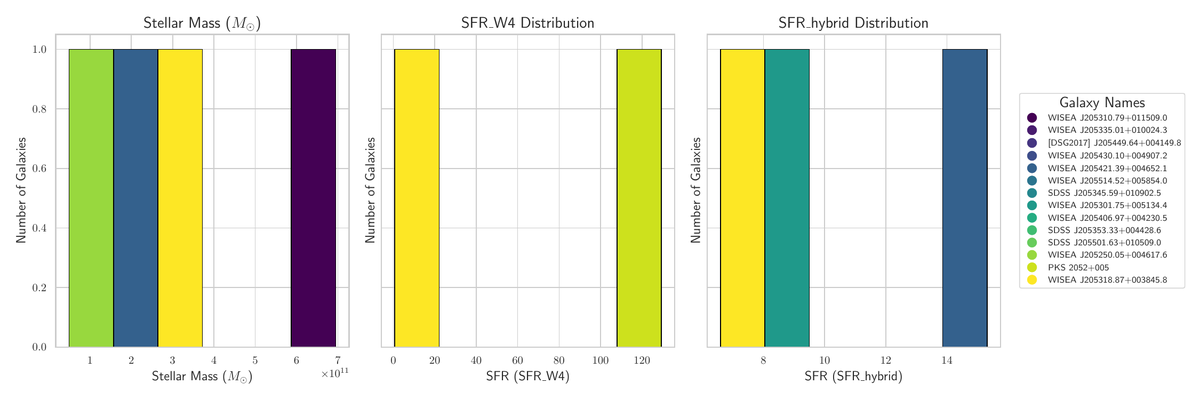 Stellar Mass (M⊙)
SFR_W4 Distribution
SFR_hybrid Distribution
Number of Galaxies
1.0
0.8
0.6
0.4
0.2
0.0
1 2 3 4 5 6 7
×10¹¹
Stellar Mass (M⊙)
Number of Galaxies
0 20 40 60 80 100 120
SFR (SFR_W4)
Number of Galaxies
8 10 12 14
SFR (SFR_hybrid)
Galaxy Names
WISEA J205310.79+011509.0
WISEA J205335.01+010024.3
[DSG2017] J205449.64+004149.8
WISEA J205430.10+004907.2
WISEA J205421.39+004652.1
WISEA J205514.52+005854.0
SDSS J205345.59+010902.5
WISEA J205301.75+005134.4
WISEA J205406.97+004230.5
SDSS J205353.33+004428.6
SDSS J205501.63+010509.0
WISEA J205250.05+004617.6
PKS 2052+005
WISEA J205318.87+003845.8